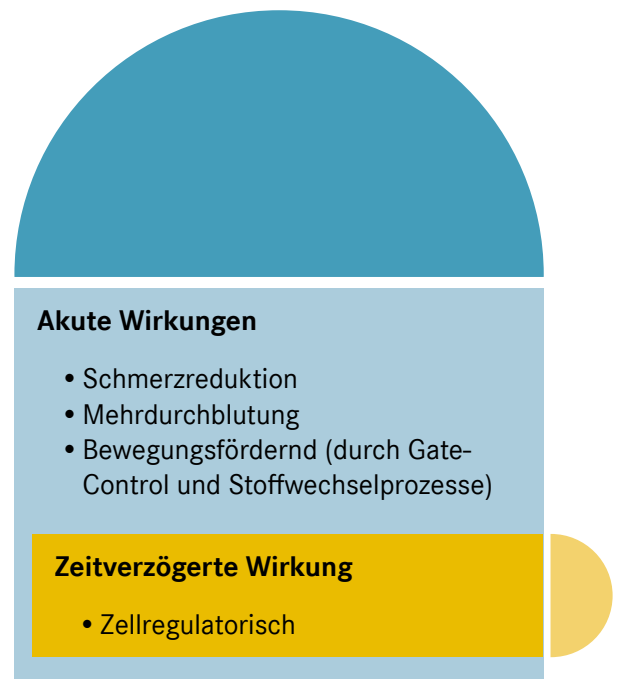 Akute Wirkungen
• Schmerzreduktion
• Mehrdurchblutung
• Bewegungsfördernd (durch Gate-
Control und Stoffwechselprozesse)
Zeitverzögerte Wirkung
• Zellregulatorisch